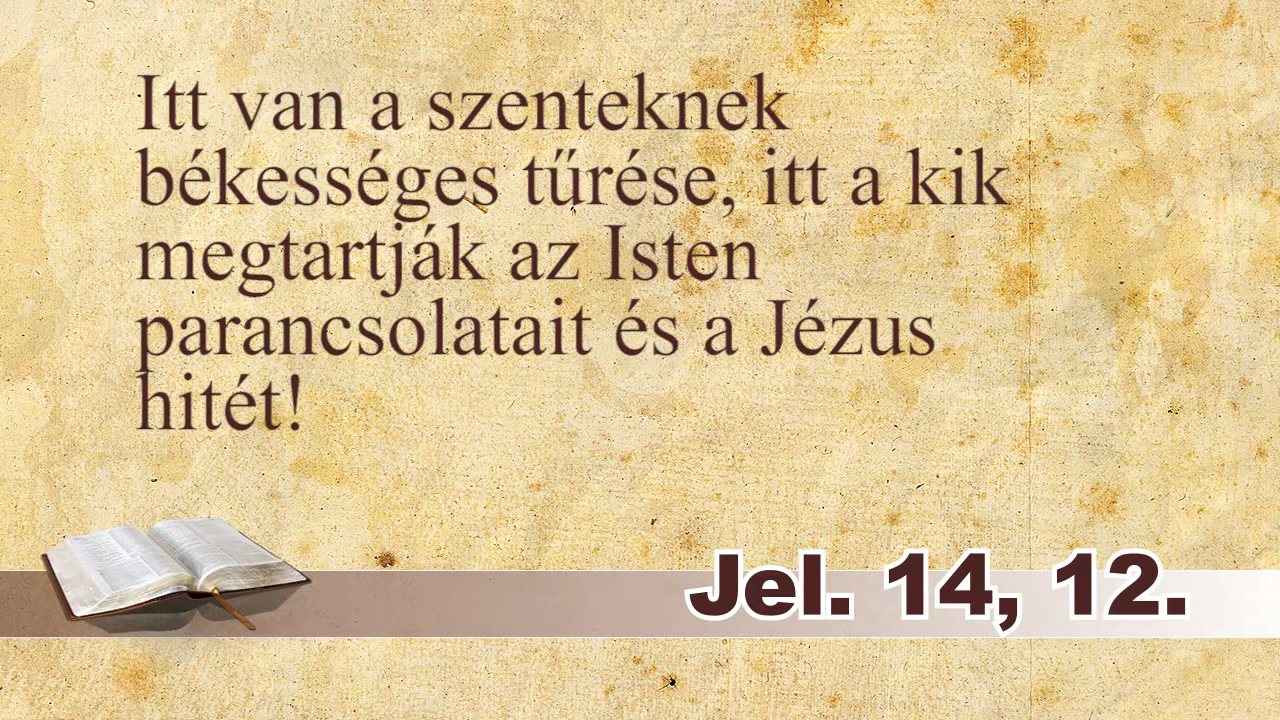 Itt van a szenteknek
békességes tűrése, itt a kik
megtartják az Isten
parancsolatait és a Jézus
hitét!
Jel. 14, 12.